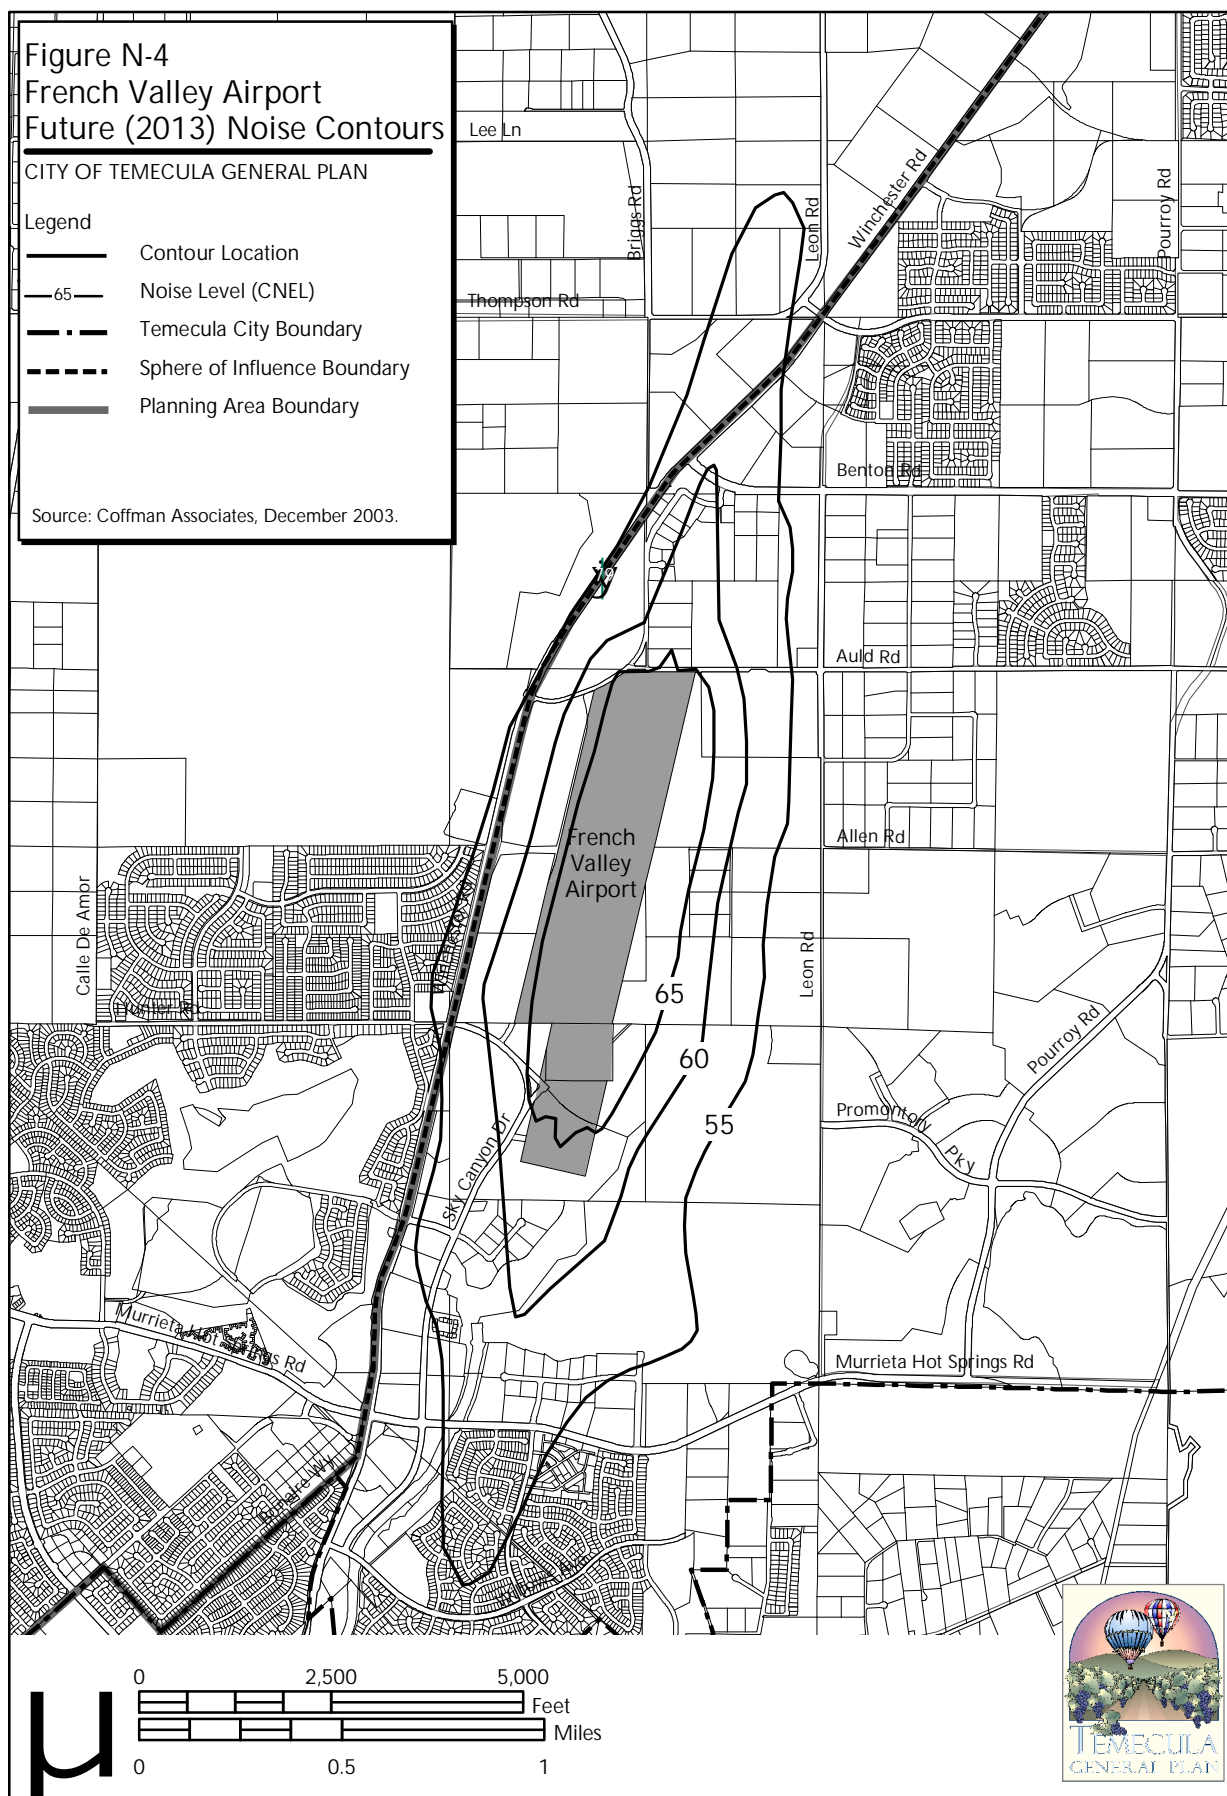 Figure N-4
French Valley Airport
Future (2013) Noise Contours
CITY OF TEMECULA GENERAL PLAN
Legend
Contour Location
65
Noise Level (CNEL)
Temecula City Boundary
Sphere of Influence Boundary
Planning Area Boundary
Source: Coffman Associates, December 2003.
Lee Ln
Briggs Rd
Leon Rd
Winchester Rd
Pourroy Rd
Thompson Rd
Benton Rd
Auld Rd
Allen Rd
French
Valley
Airport
Calle De Amor
Winchester Rd
Hunter Rd
Leon Rd
65
60
55
Pourroy Rd
Promontory
Pky
Sky Canyon Dr
Murrieta Hot Springs Rd
Murrieta Hot Springs Rd
0
2,500
5,000
Feet
Miles
0
0.5
1
µ
TEMECULA
GENERAL PLAN